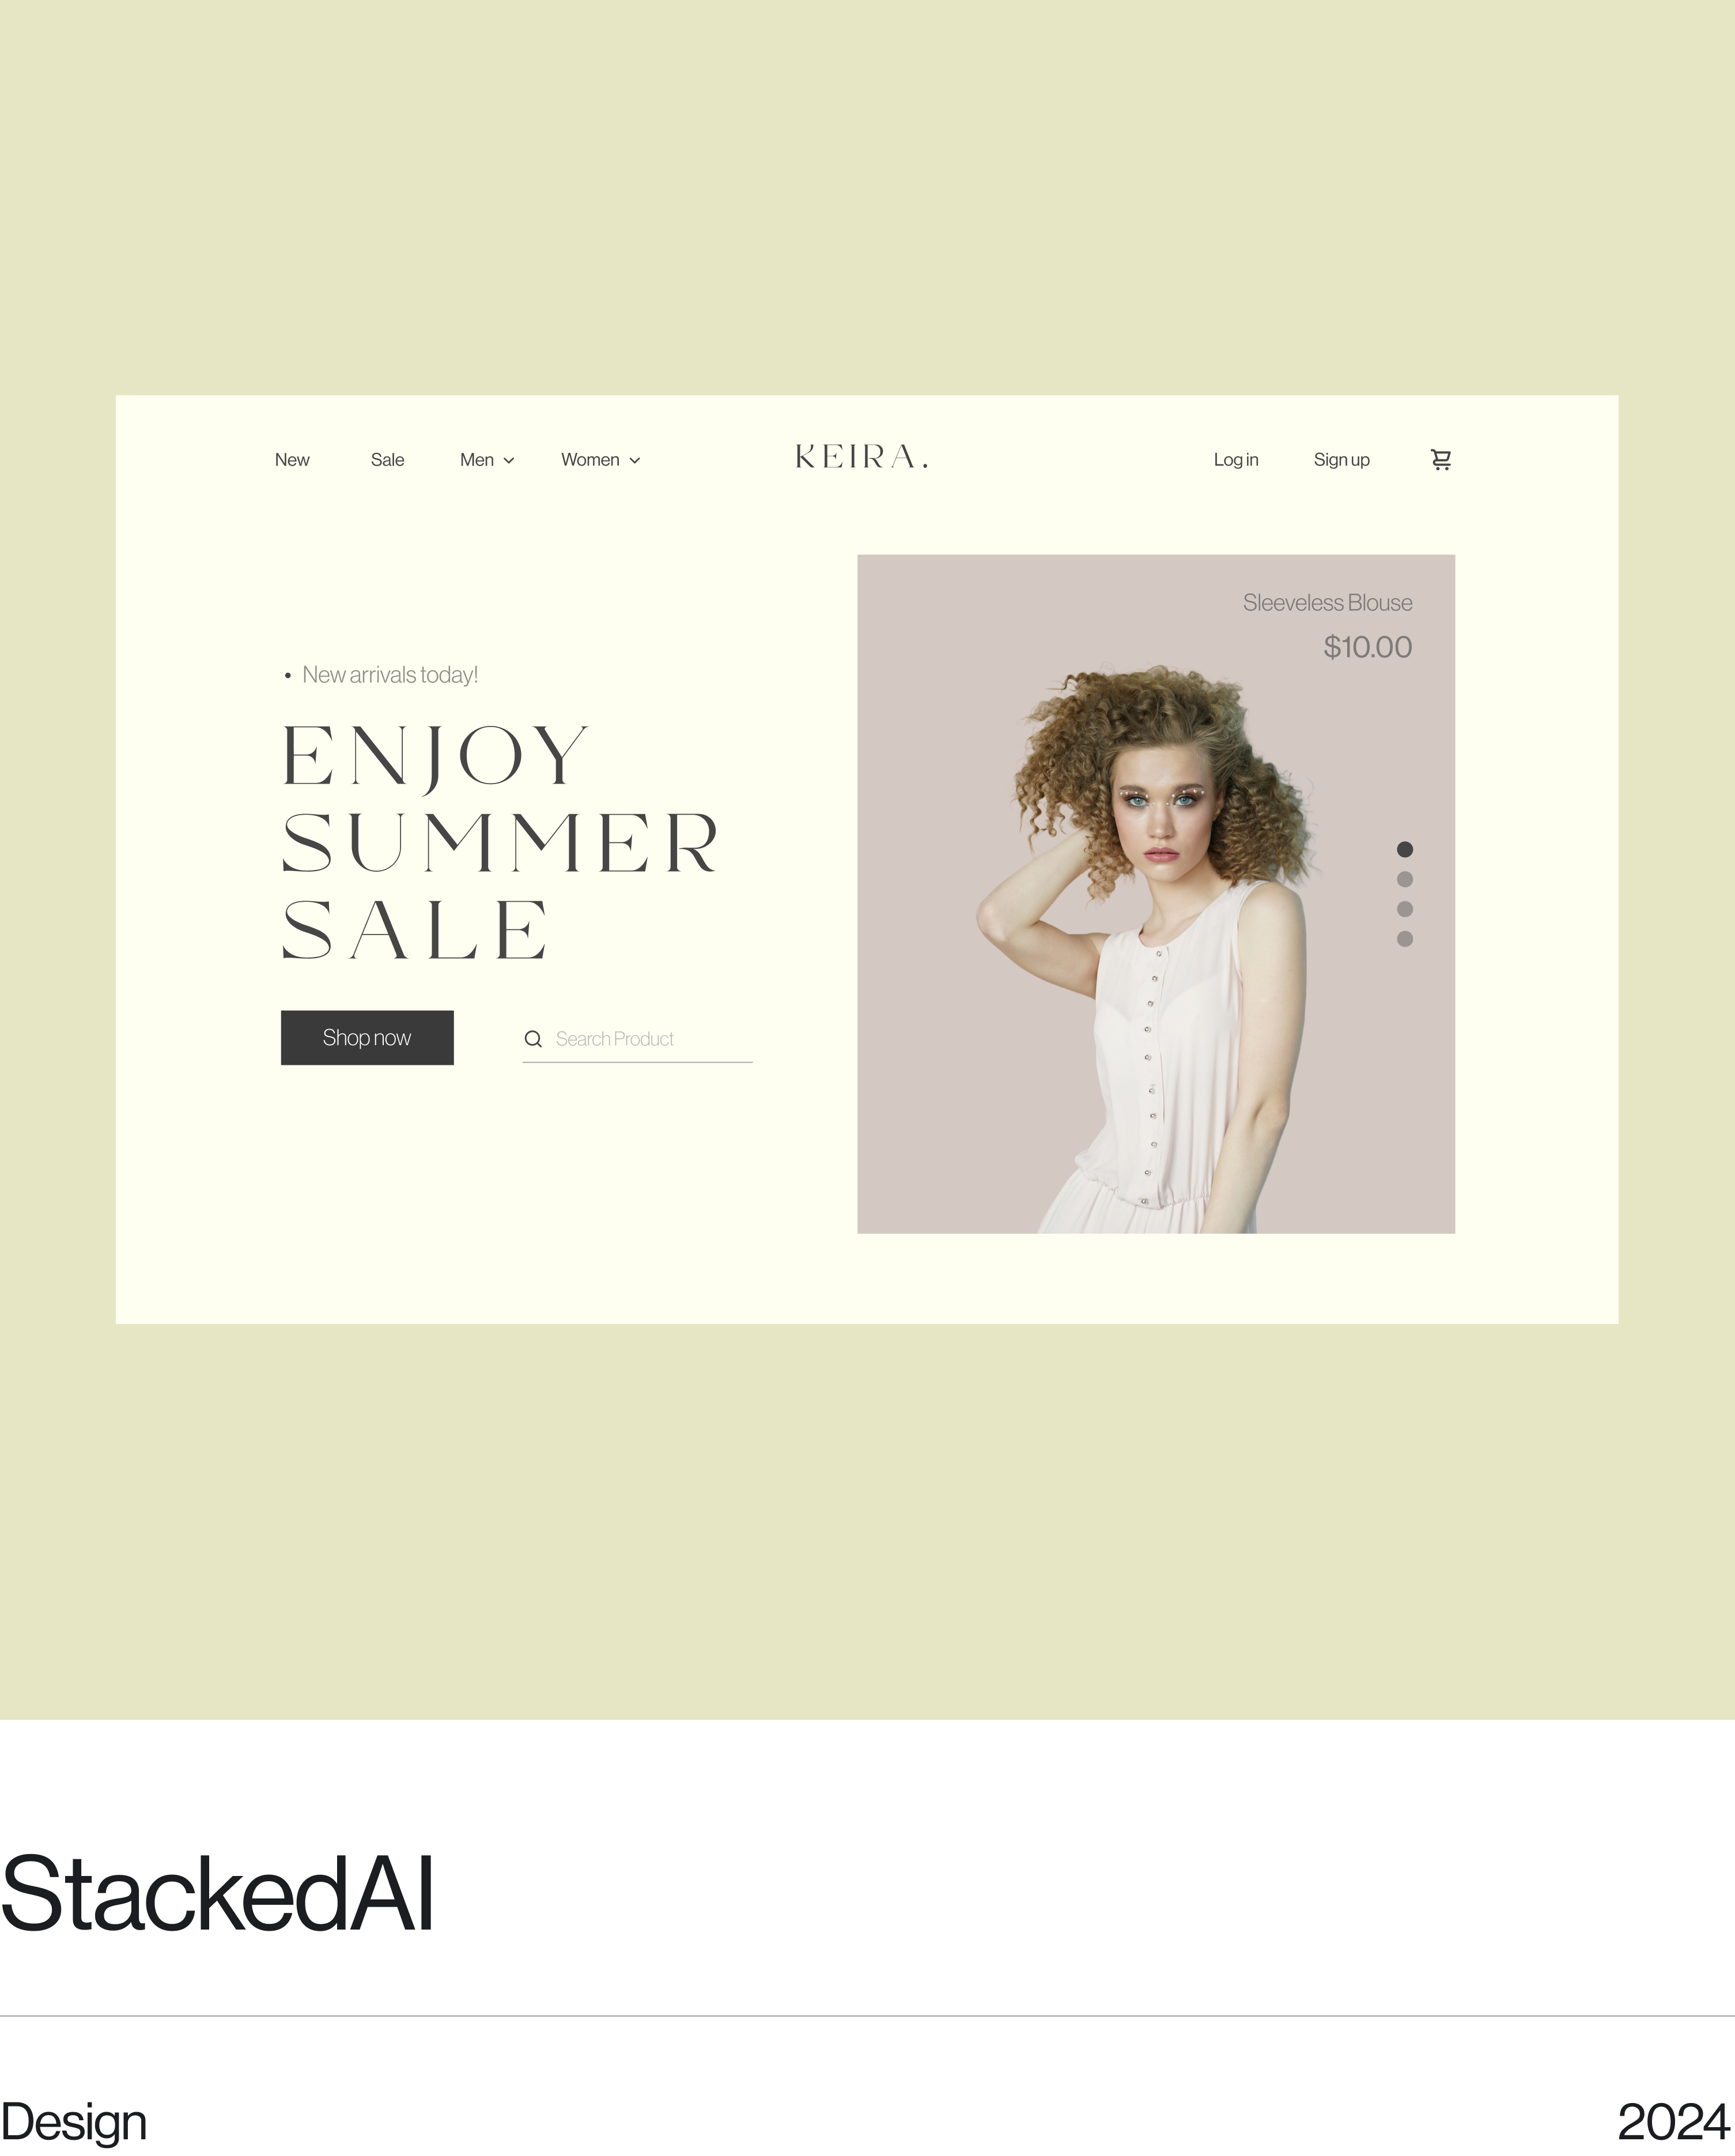 New Sale Men Women KEIRA. Log in Sign up
Sleeveless Blouse
$10.00
• New arrivals today!
ENJOY
SUMMER
SALE
Shop now Search Product
StackedAI
Design 2024